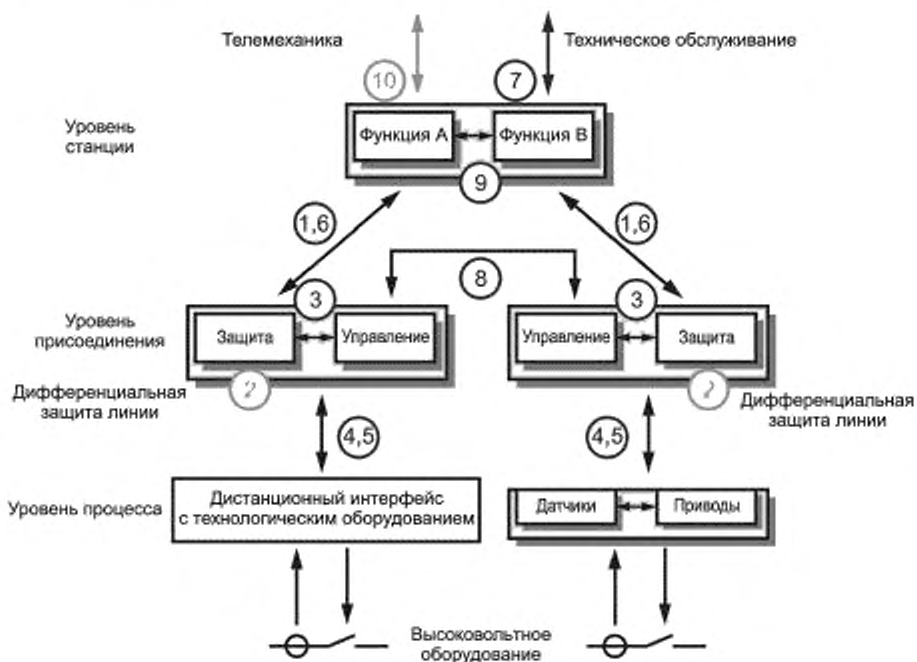 Телемеханика
Техническое обслуживание
10
7
Уровень
станции
Функция А
Функция В
9
1,6
1,6
8
3
3
Уровень
присоединения
Защита
Управление
Управление
Защита
2
2
Дифференциальная
защита линии
Дифференциальная
защита линии
4,5
4,5
Уровень процесса
Дистанционный интерфейс
с технологическим оборудованием
Датчики
Приводы
Высоковольтное
оборудование